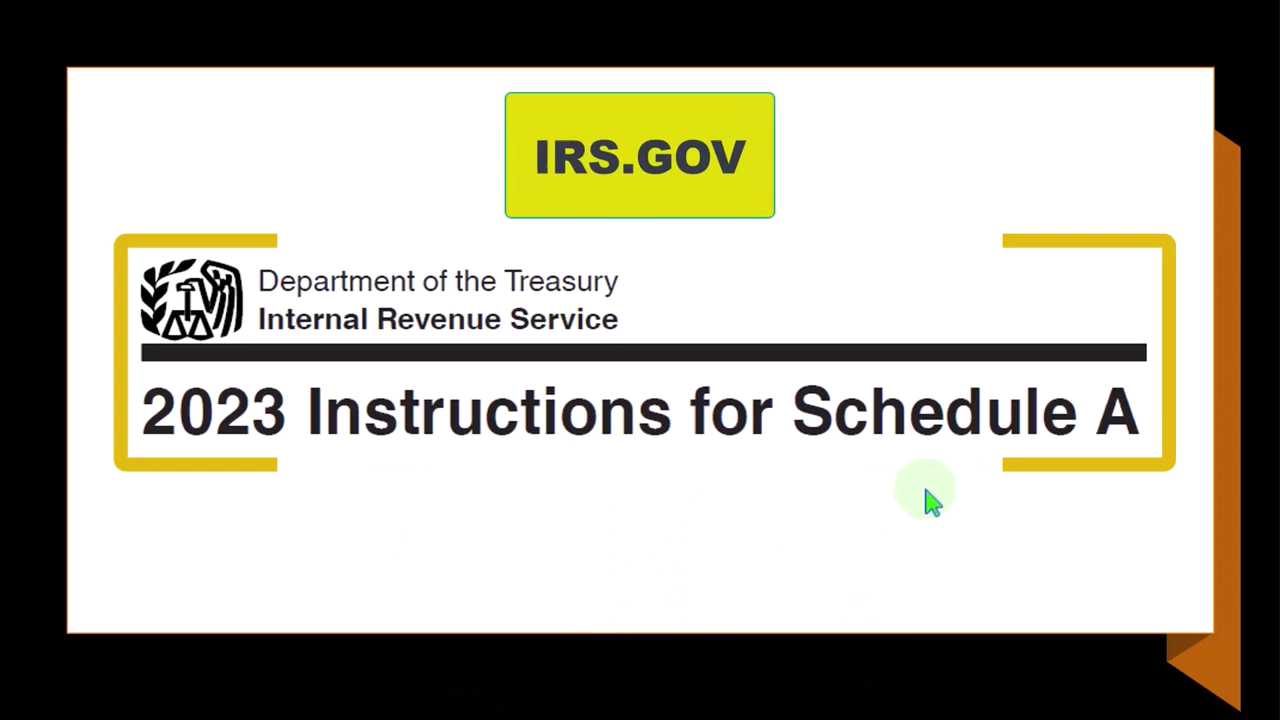 IRS.GOV
Department of the Treasury
Internal Revenue Service
2023 Instructions for Schedule A